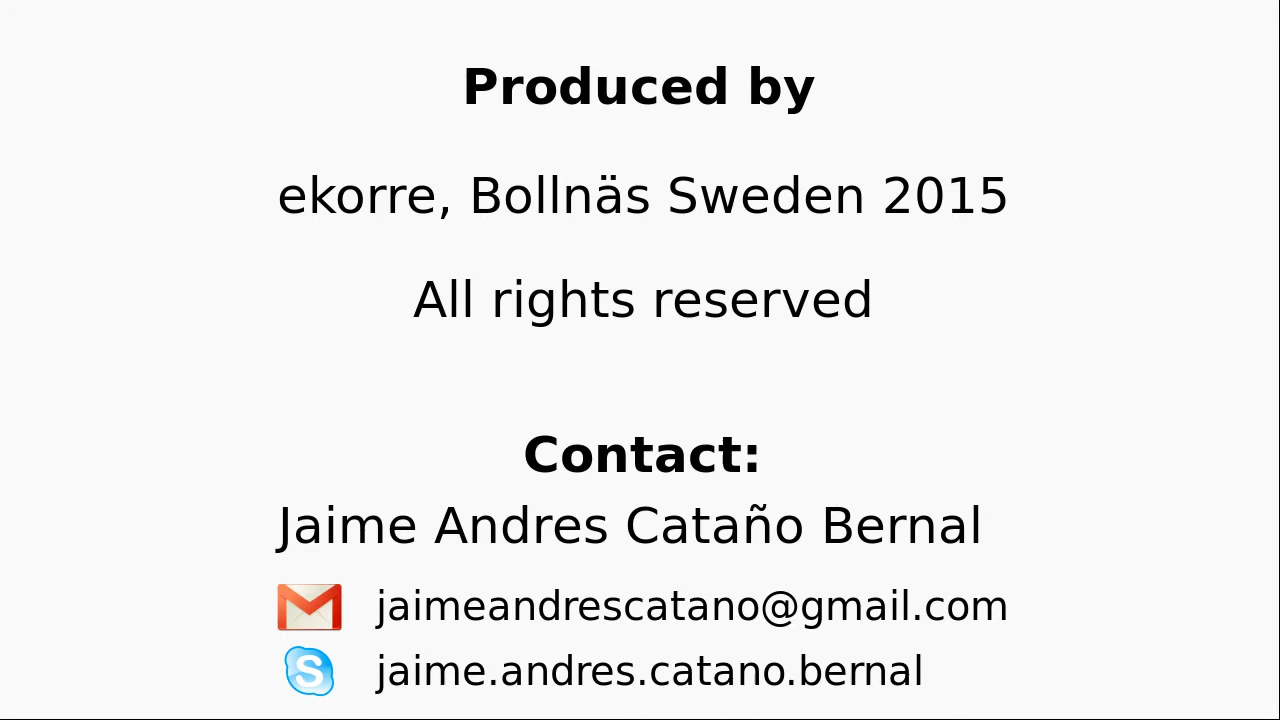 Produced by
ekorre, Bollnäs Sweden 2015
All rights reserved
Contact:
Jaime Andres Cataño Bernal
jaimeandrescatano@gmail.com
jaime.andres.catano.bernal